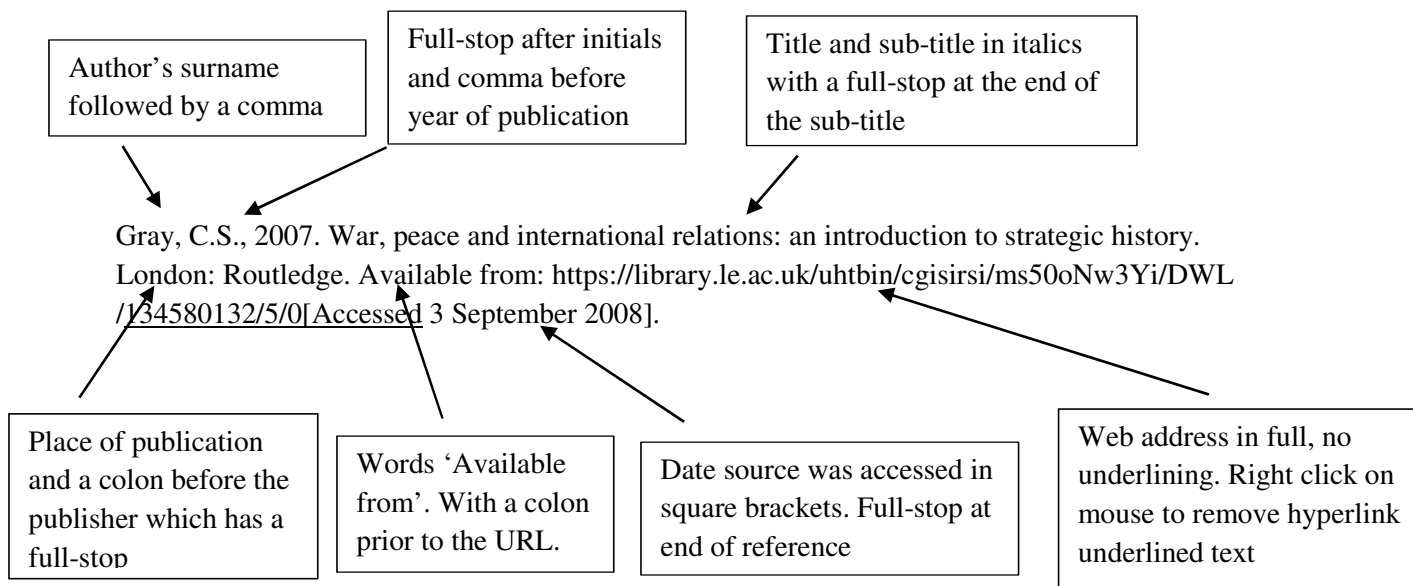 Author’s surname
followed by a comma
Full-stop after initials
and comma before
year of publication
Title and sub-title in italics
with a full-stop at the end of
the sub-title
Gray, C.S., 2007. War, peace and international relations: an introduction to strategic history.
London: Routledge. Available from: https://library.le.ac.uk/uhtbin/cgisirsi/ms50oNw3Yi/DWL
/134580132/5/0[Accessed 3 September 2008].
Place of publication
and a colon before the
publisher which has a
full-stop
Words ‘Available
from’. With a colon
prior to the URL.
Date source was accessed in
square brackets. Full-stop at
end of reference
Web address in full, no
underlining. Right click on
mouse to remove hyperlink
underlined text